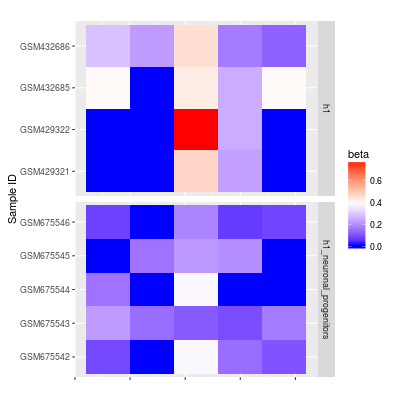 GSM432686
GSM432685
GSM429322
GSM429321
h1
GSM675546
GSM675545
GSM675544
GSM675543
GSM675542
h1_neuronal_progenitors
Sample ID
beta
0.6
0.4
0.2
0.0